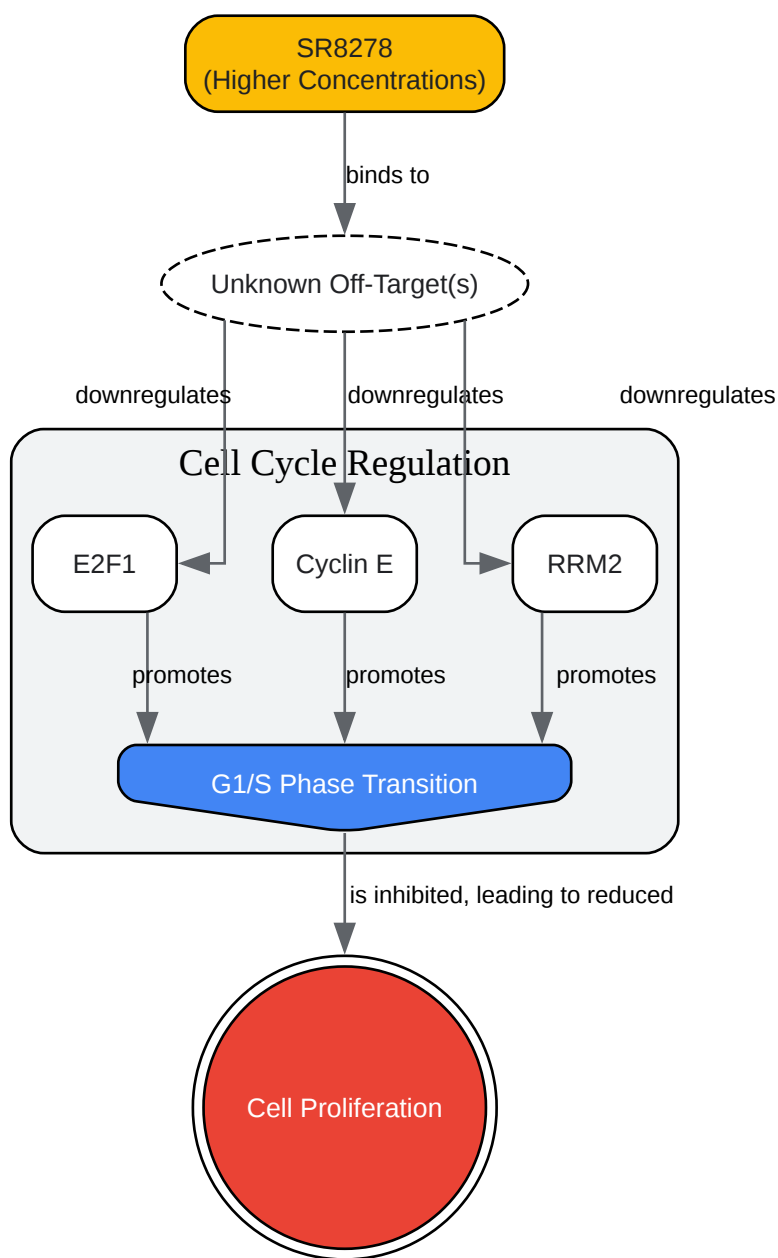 SR8278
(Higher Concentrations)
binds to
Unknown Off-Target(s)
downregulates
downregulates
downregulates
Cell Cycle Regulation
E2F1
Cyclin E
RRM2
promotes
promotes
promotes
G1/S Phase Transition
is inhibited, leading to reduced
Cell Proliferation